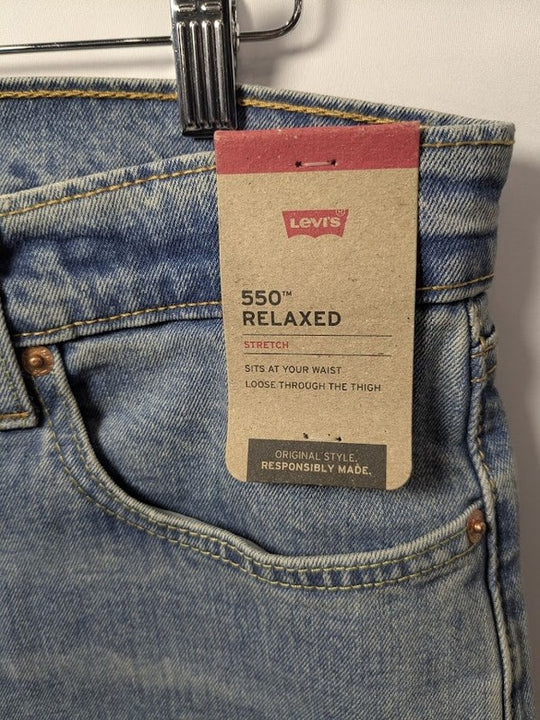 Levi's
550™
RELAXED
STRETCH
SITS AT YOUR WAIST
LOOSE THROUGH THE THIGH
ORIGINAL STYLE.
RESPONSIBLY MADE.